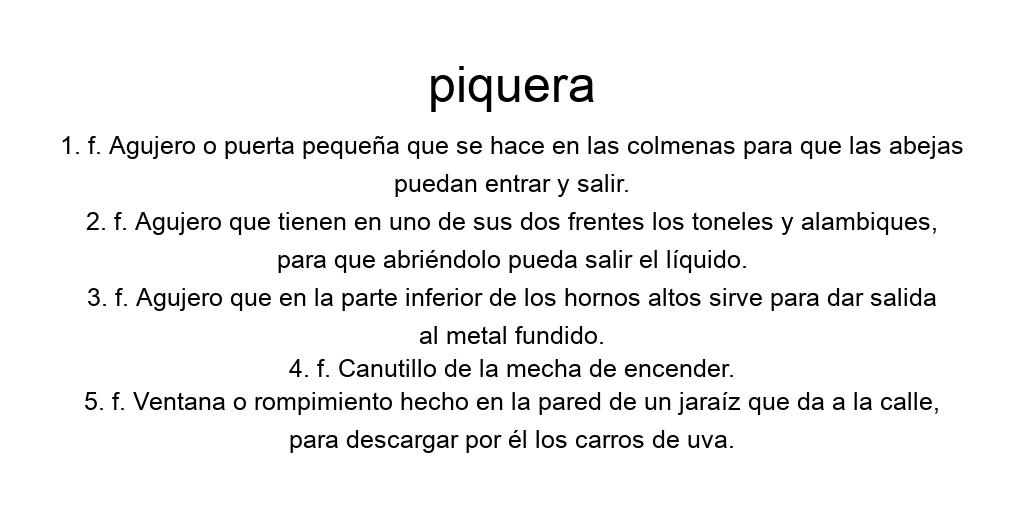 piquera
1. f. Agujero o puerta pequeña que se hace en las colmenas para que las abejas
puedan entrar y salir.
2. f. Agujero que tienen en uno de sus dos frentes los toneles y alambiques,
para que abriéndolo pueda salir el líquido.
3. f. Agujero que en la parte inferior de los hornos altos sirve para dar salida
al metal fundido.
4. f. Canutillo de la mecha de encender.
5. f. Ventana o rompimiento hecho en la pared de un jaraíz que da a la calle,
para descargar por él los carros de uva.